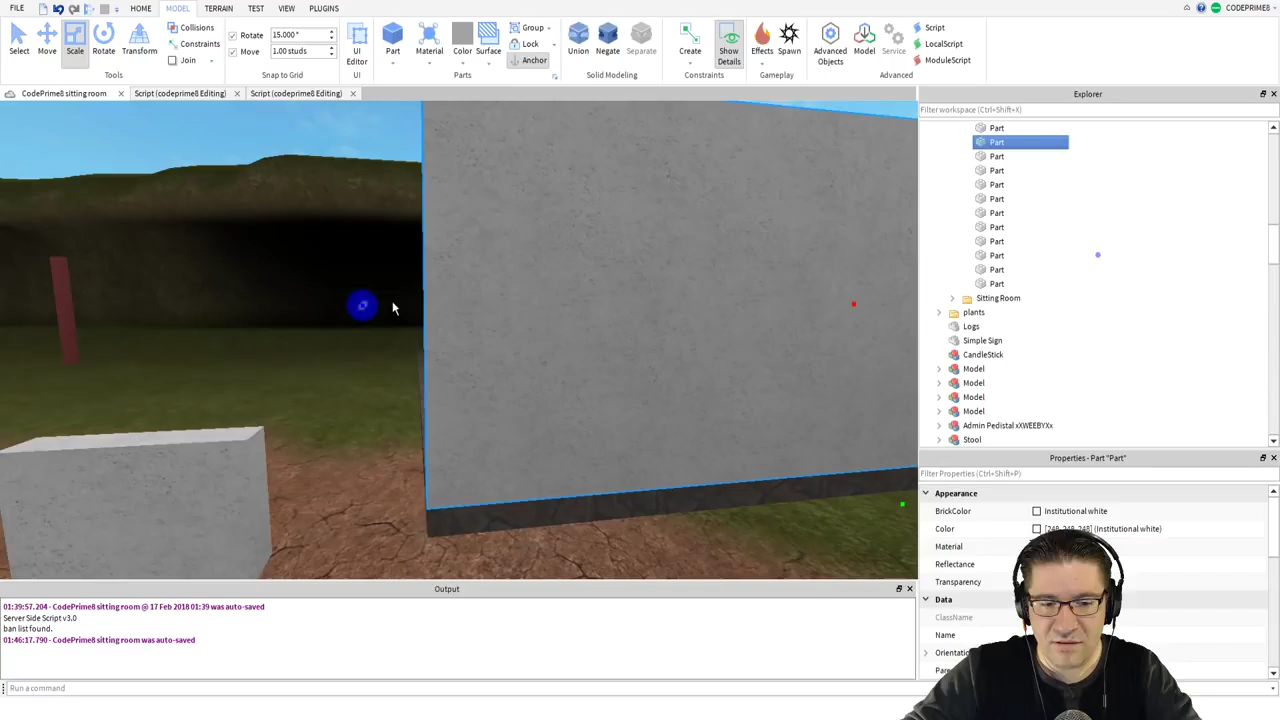 FILE HOME MODEL TERRAIN TEST VIEW PLUGINS CODEPRIME8
Select Move Scale Rotate Transform
Collisions
Constraints
Join
Tools
Rotate 15.000°
Move 1.00 studs
Snap to Grid
UI Editor
UI
Part Material Color Surface
Group
Lock
Anchor
Parts
Union Negate Separate
Solid Modeling
Create Show Details
Constraints
Effects Spawn
Gameplay
Advanced Objects Model Service
Script
LocalScript
ModuleScript
Advanced
CodePrime8 sitting room
Script (codeprime8 Editing)
Script (codeprime8 Editing)
Explorer
Filter workspace (Ctrl+Shift+X)
Part
Part
Part
Part
Part
Part
Part
Part
Part
Part
Part
Part
Sitting Room
plants
Logs
Simple Sign
CandleStick
Model
Model
Model
Model
Admin Pedistal xXWEEBYXx
Stool
Properties - Part "Part"
Filter Properties (Ctrl+Shift+P)
Appearance
BrickColor Institutional white
Color [248, 248, 248] (Institutional white)
Material
Reflectance
Transparency
Data
ClassName
Name
Output
01:39:57.204 - CodePrime8 sitting room @ 17 Feb 2018 01:39 was auto-saved
Server Side Script v3.0
ban list found.
01:46:17.790 - CodePrime8 sitting room was auto-saved
Run a command